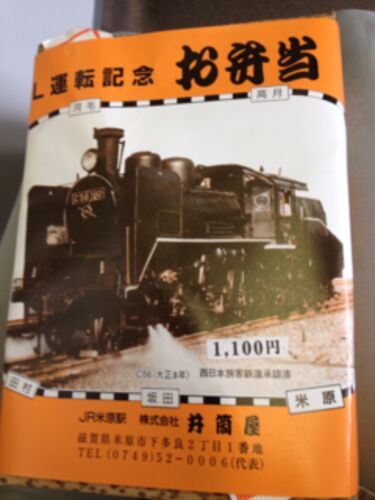 L運転記念 お弁当
河毛
高月
1,100円
C56(大正8年) 西日本旅客鉄道承認済
田村
坂田
米原
JR米原駅 株式会社 井筒屋
滋賀県米原市下多良2丁目1番地
TEL(0749)52-0006(代表)